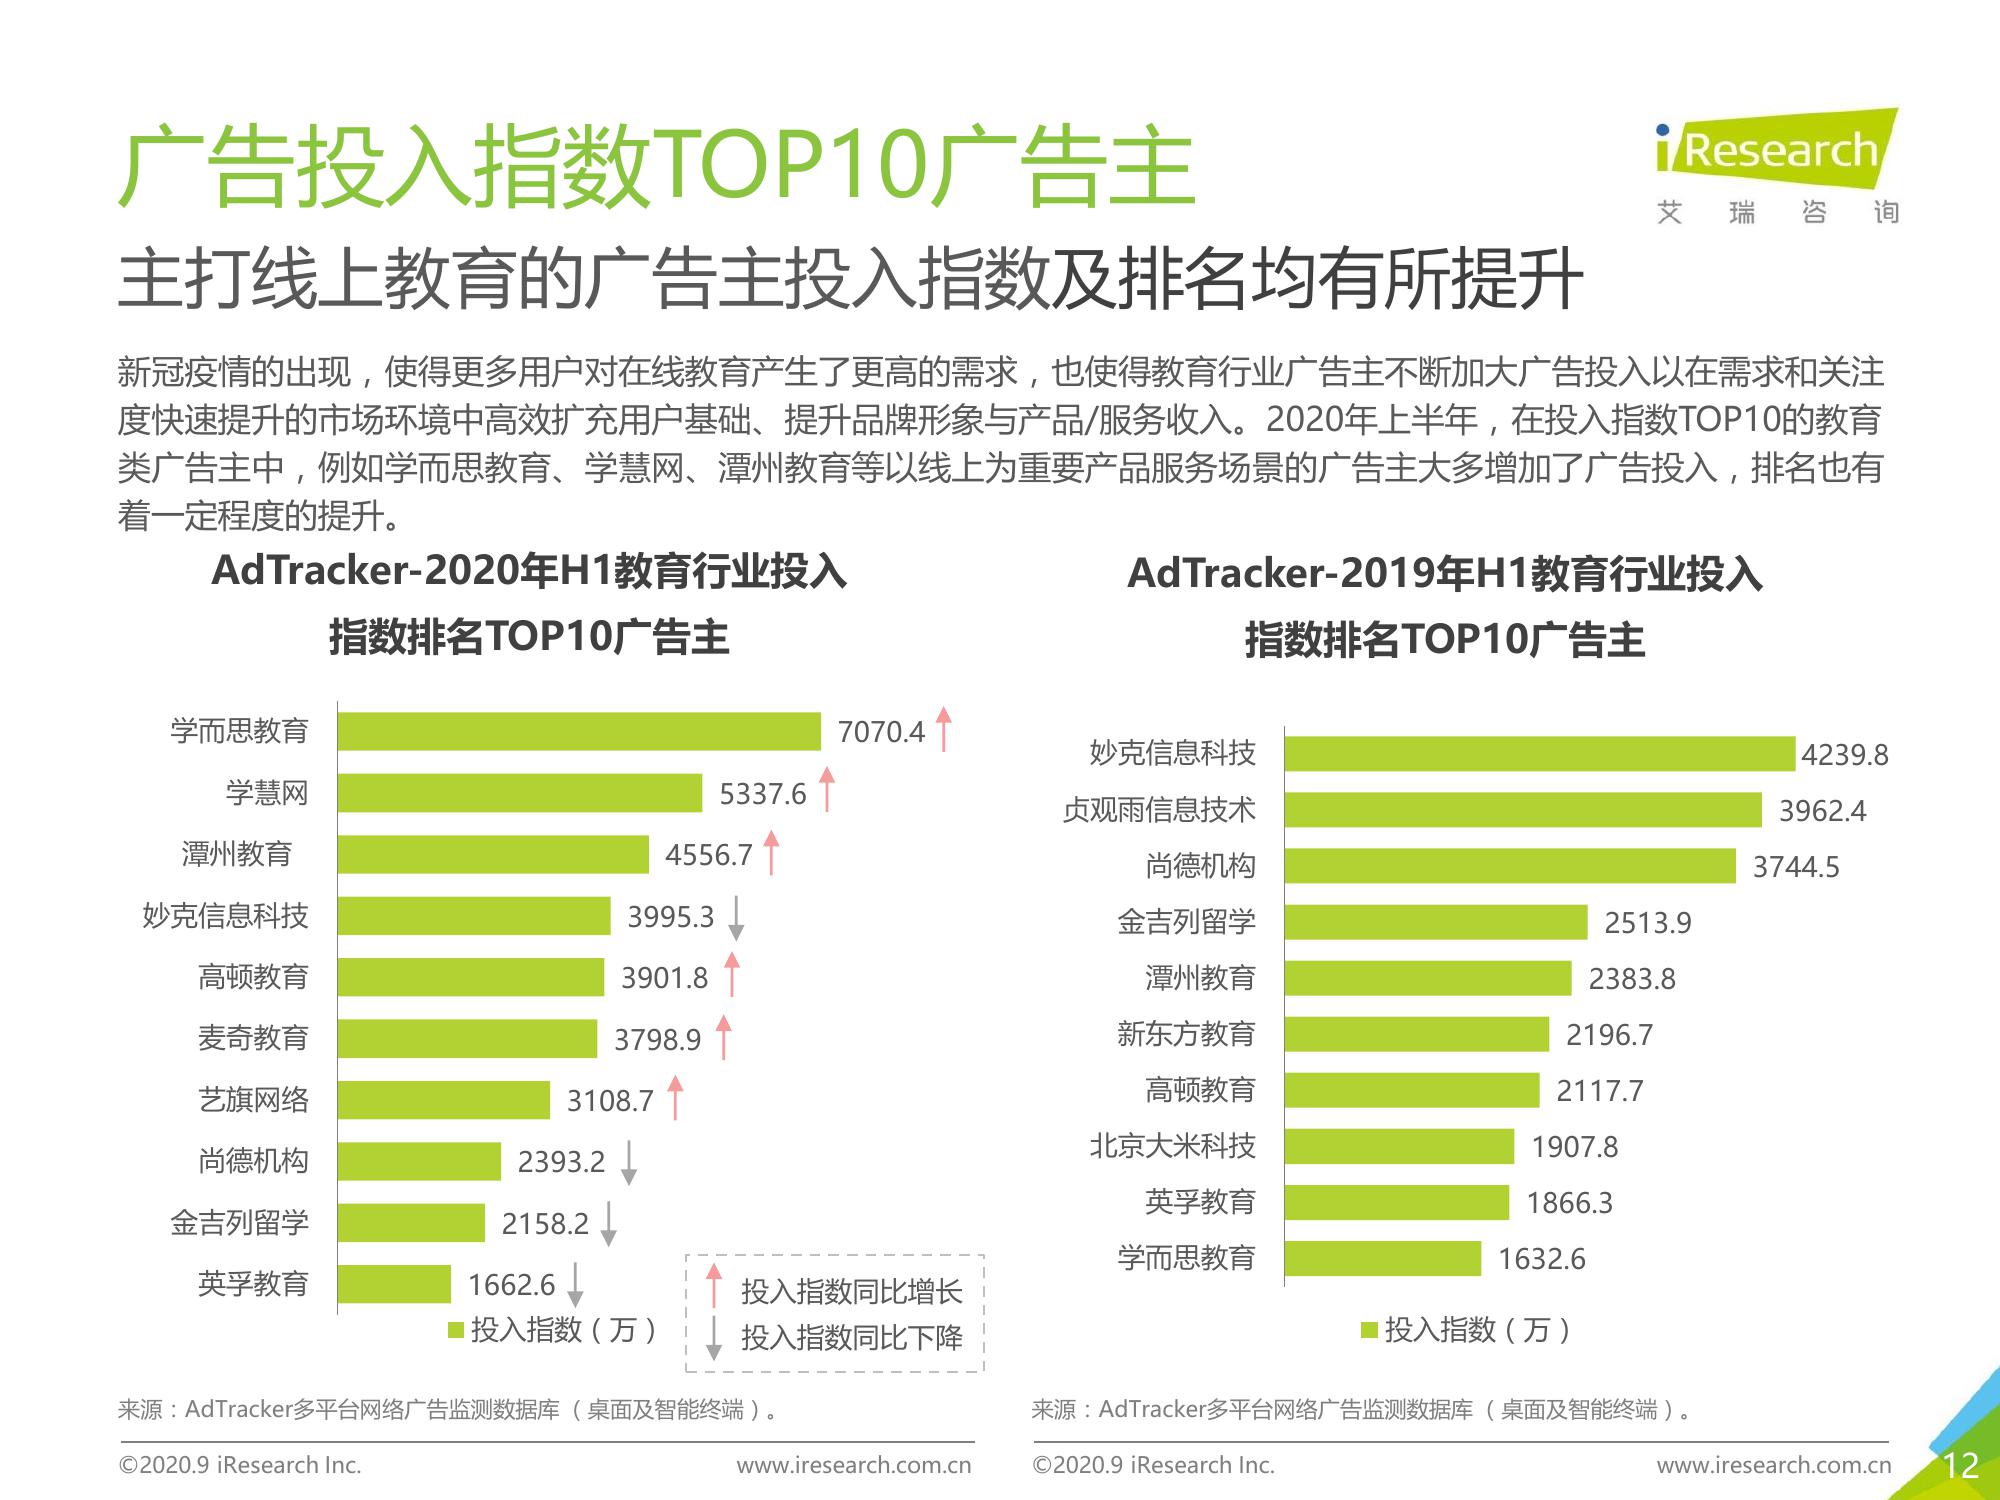 广告投入指数TOP10广告主
iResearch
艾瑞咨询
主打线上教育的广告主投入指数及排名均有所提升
新冠疫情的出现，使得更多用户对在线教育产生了更高的需求，也使得教育行业广告主不断加大广告投入以在需求和关注
度快速提升的市场环境中高效扩充用户基础、提升品牌形象与产品/服务收入。2020年上半年，在投入指数TOP10的教育
类广告主中，例如学而思教育、学慧网、潭州教育等以线上为重要产品服务场景的广告主大多增加了广告投入，排名也有
着一定程度的提升。
AdTracker-2020年H1教育行业投入
指数排名TOP10广告主
学而思教育 7070.4
学慧网 5337.6
潭州教育 4556.7
妙克信息科技 3995.3
高顿教育 3901.8
麦奇教育 3798.9
艺旗网络 3108.7
尚德机构 2393.2
金吉列留学 2158.2
英孚教育 1662.6
投入指数（万）
投入指数同比增长
投入指数同比下降
来源：AdTracker多平台网络广告监测数据库（桌面及智能终端）。
©2020.9 iResearch Inc. www.iresearch.com.cn
AdTracker-2019年H1教育行业投入
指数排名TOP10广告主
妙克信息科技 4239.8
贞观雨信息技术 3962.4
尚德机构 3744.5
金吉列留学 2513.9
潭州教育 2383.8
新东方教育 2196.7
高顿教育 2117.7
北京大米科技 1907.8
英孚教育 1866.3
学而思教育 1632.6
投入指数（万）
来源：AdTracker多平台网络广告监测数据库（桌面及智能终端）。
©2020.9 iResearch Inc. www.iresearch.com.cn
12